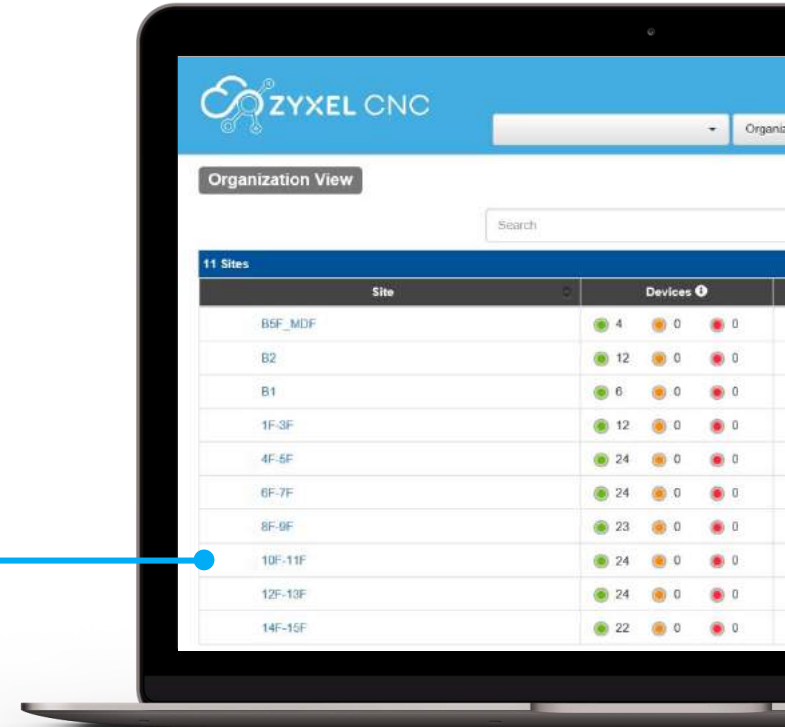 ZYXEL CNC
Organiz
Organization View
Search
11 Sites
Site Devices
B5F_MDF 4 0 0
B2 12 0 0
B1 6 0 0
1F-3F 12 0 0
4F-5F 24 0 0
6F-7F 24 0 0
8F-9F 23 0 0
10F-11F 24 0 0
12F-13F 24 0 0
14F-15F 22 0 0